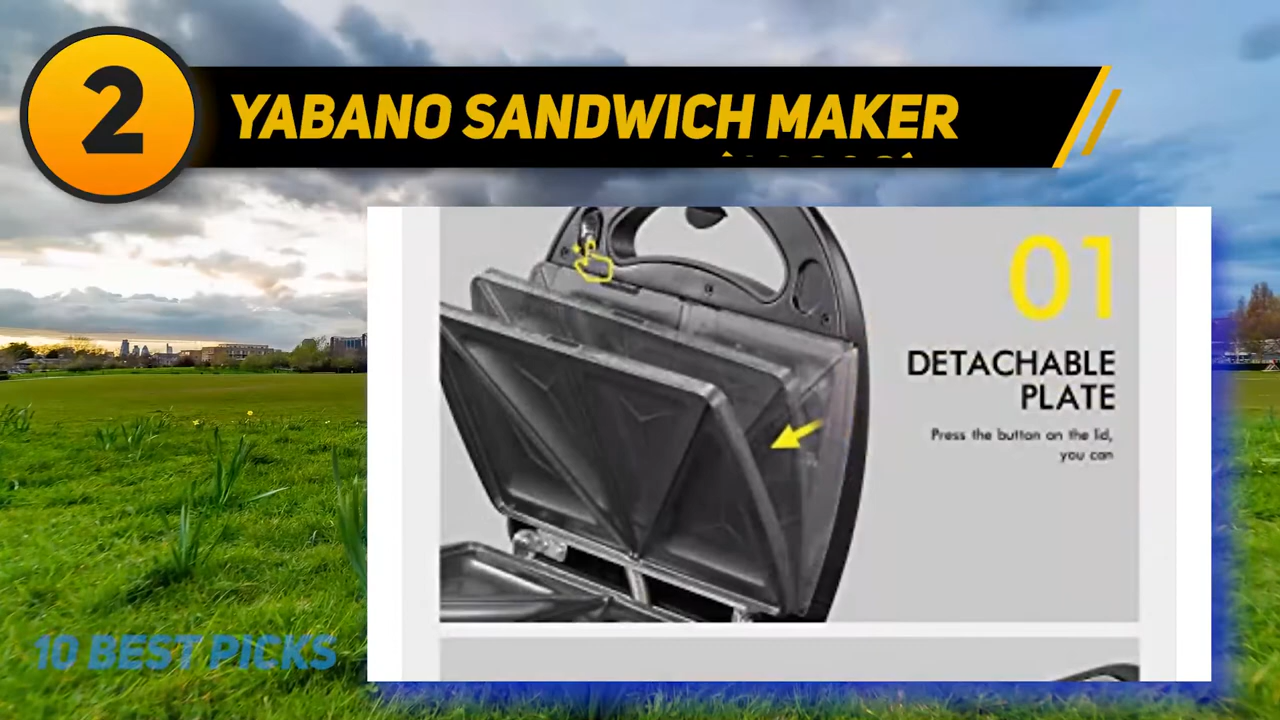 2
YABANO SANDWICH MAKER
01
DETACHABLE
PLATE
Press the button on the lid,
you can
10 BEST PICKS